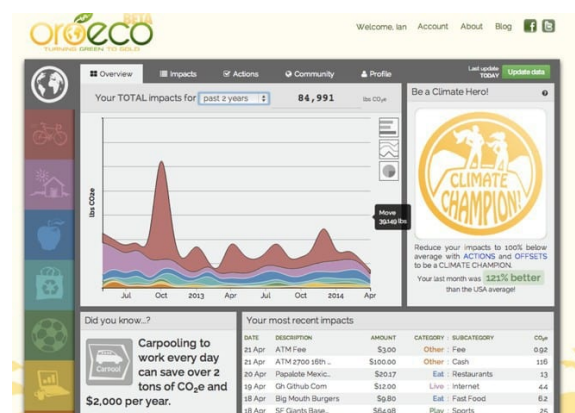 oroeco BETA
TURNING GREEN TO GOLD
Welcome, Ian Account About Blog
Overview Impacts Actions Community Profile
Last update
TODAY
Update data
Your TOTAL impacts for past 2 years 84,991 lbs CO₂e
lbs CO2e
Move
39,149 lbs
Jul Oct 2013 Apr Jul Oct 2014 Apr
Be a Climate Hero!
CLIMATE
CHAMPION!
Reduce your impacts to 100% below
average with ACTIONS and OFFSETS
to be a CLIMATE CHAMPION.
Your last month was 121% better
than the USA average!
Did you know...?
Carpool
Carpooling to
work every day
can save over 2
tons of CO₂e and
$2,000 per year.
Your most recent impacts
DATE DESCRIPTION AMOUNT CATEGORY : SUBCATEGORY CO₂e
21 Apr ATM Fee $3.00 Other : Fee 0.92
21 Apr ATM 2700 16th .. $100.00 Other : Cash 116
20 Apr Papalote Mexic.. $20.17 Eat : Restaurants 13
19 Apr Gh Github Com $12.00 Live : Internet 4.4
18 Apr Big Mouth Burgers $9.80 Eat : Fast Food 6.2
18 Apr SF Giants Base.. $64.98 Play : Sports 25